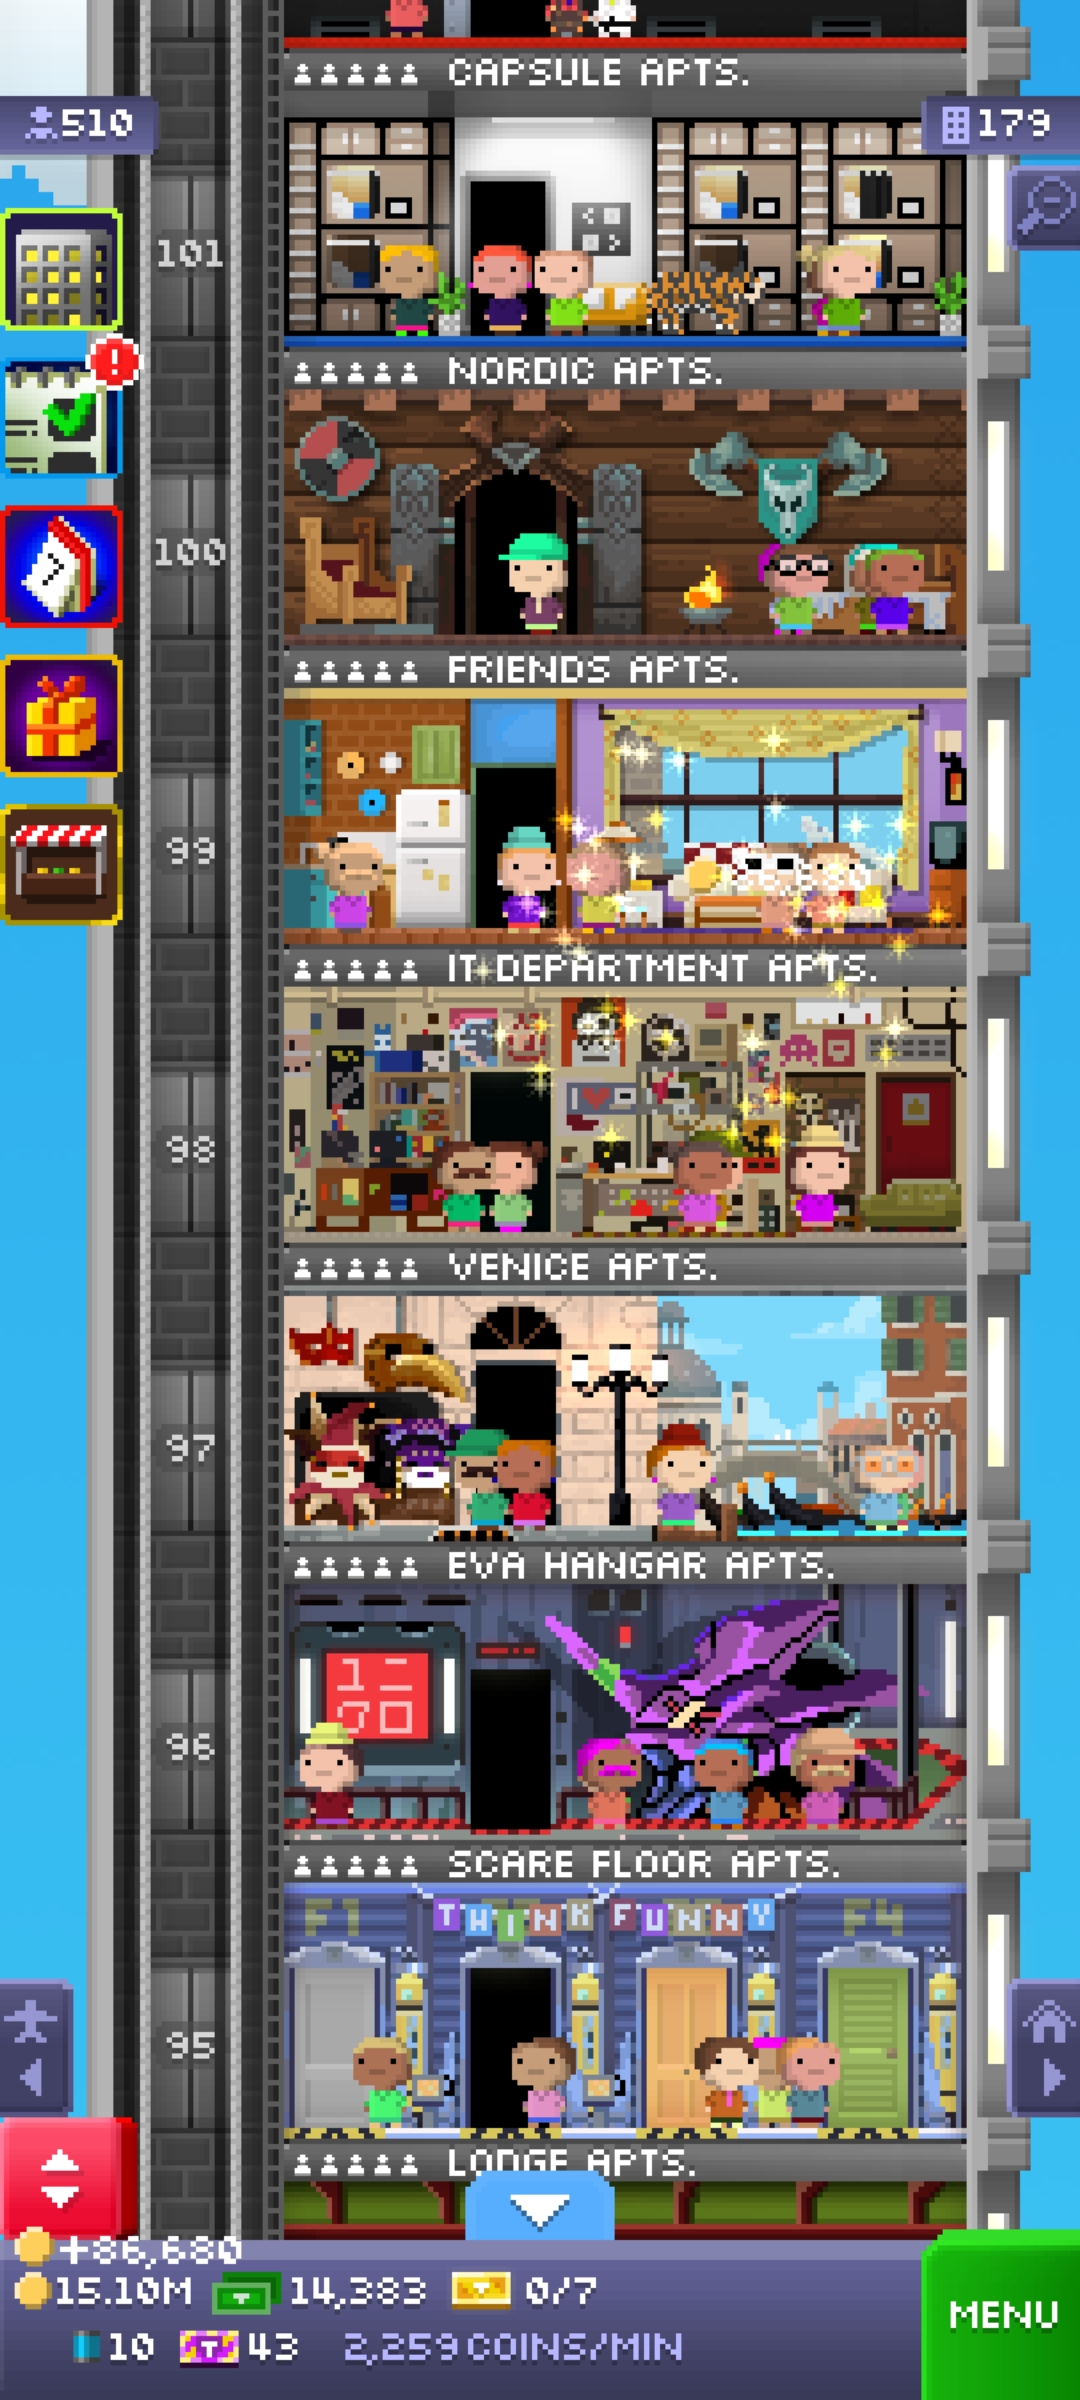 CAPSULE APTS.
510
179
101
NORDIC APTS.
100
FRIENDS APTS.
99
IT DEPARTMENT APTS.
98
VENICE APTS.
97
EVA HANGAR APTS.
96
SCARE FLOOR APTS.
F1 THINK FUNNY F4
95
LODGE APTS.
+86,680
15.10M 14,383 0/7
MENU
10 43 2,259 COINS/MIN